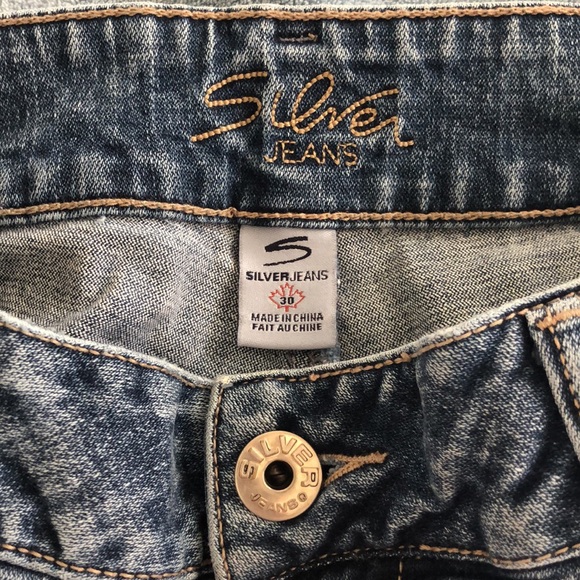 Silver
JEANS
S
SILVERJEANS
30
MADE IN CHINA
FAIT AU CHINE
SILVER
JEANS